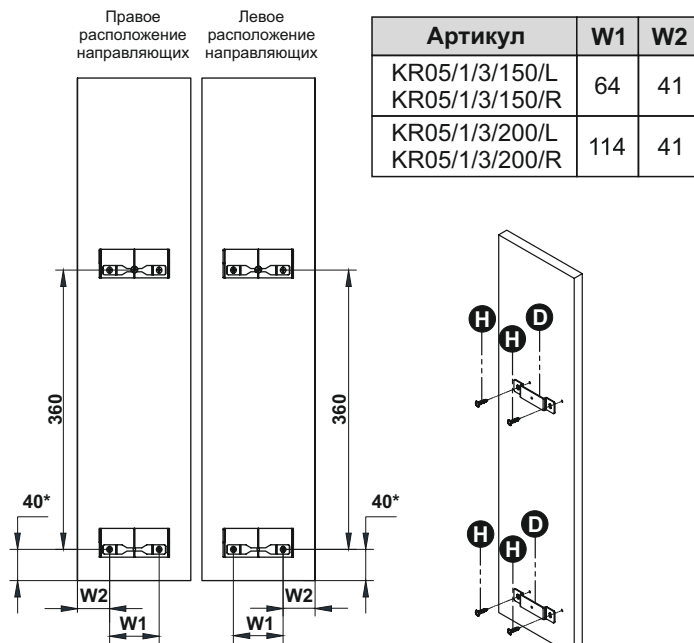 Правое
расположение
направляющих
Левое
расположение
направляющих
Артикул W1 W2
KR05/1/3/150/L
KR05/1/3/150/R
64 41
KR05/1/3/200/L
KR05/1/3/200/R
114 41
360
360
40*
40*
W2
W1
W2
W1
H
H
D
H
H
D